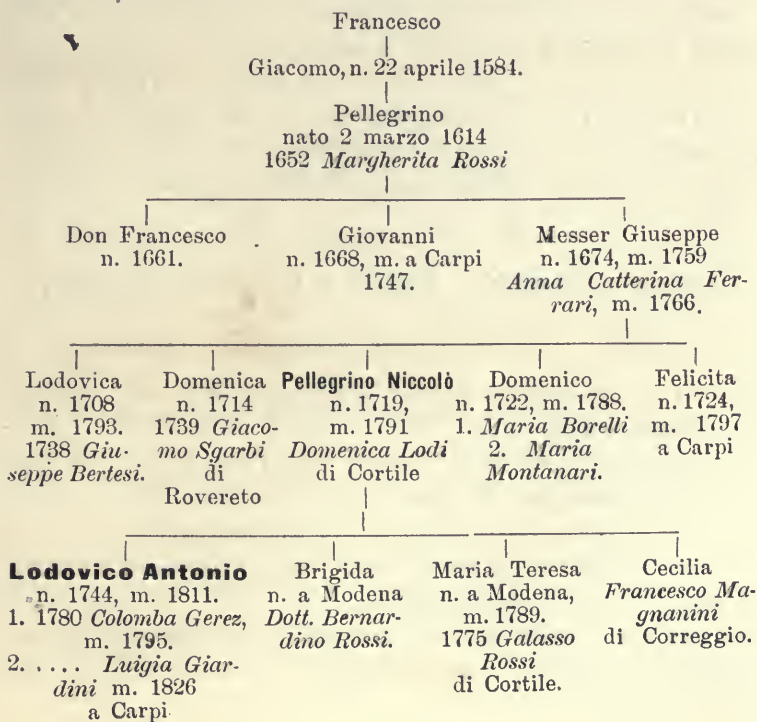 Francesco
Giacomo, n. 22 aprile 1584.
Pellegrino
nato 2 marzo 1614
1652 Margherita Rossi
Don Francesco
n. 1661.
Giovanni
n. 1668, m. a Carpi
1747.
Messer Giuseppe
n. 1674, m. 1759
Anna Catterina Fer-
rari, m. 1766.
Lodovica
n. 1708
m. 1793.
1738 Giu-
seppe Bertesi.
Domenica
n. 1714
1739 Giaco-
mo Sgarbi
di
Rovereto
Pellegrino Niccolò
n. 1719,
m. 1791
Domenica Lodi
di Cortile
Domenico
n. 1722, m. 1788.
1. Maria Borelli
2. Maria
Montanari.
Felicita
n. 1724,
m. 1797
a Carpi
Lodovico Antonio
n. 1744, m. 1811.
1. 1780 Colomba Gerez,
m. 1795.
2. . . . . Luigia Giar-
dini m. 1826
a Carpi
Brigida
n. a Modena
Dott. Bernar-
dino Rossi.
Maria Teresa
n. a Modena,
m. 1789.
1775 Galasso
Rossi
di Cortile.
Cecilia
Francesco Ma-
gnanini
di Correggio.